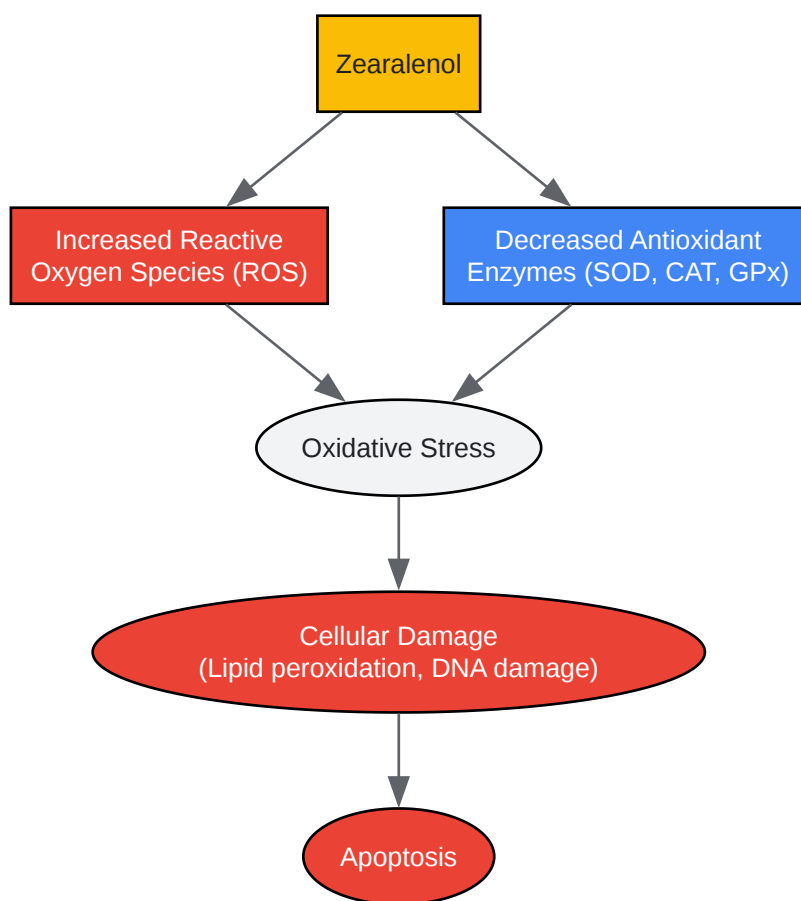 Zearalenol
Increased Reactive
Oxygen Species (ROS)
Decreased Antioxidant
Enzymes (SOD, CAT, GPx)
Oxidative Stress
Cellular Damage
(Lipid peroxidation, DNA damage)
Apoptosis